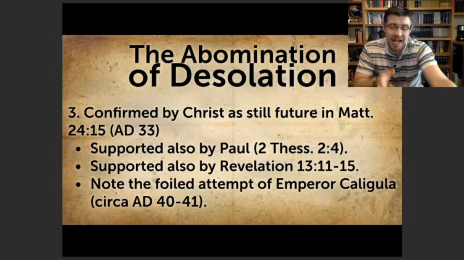 The Abomination
of Desolation
3. Confirmed by Christ as still future in Matt.
24:15 (AD 33)
• Supported also by Paul (2 Thess. 2:4).
• Supported also by Revelation 13:11-15.
• Note the foiled attempt of Emperor Caligula
(circa AD 40-41).